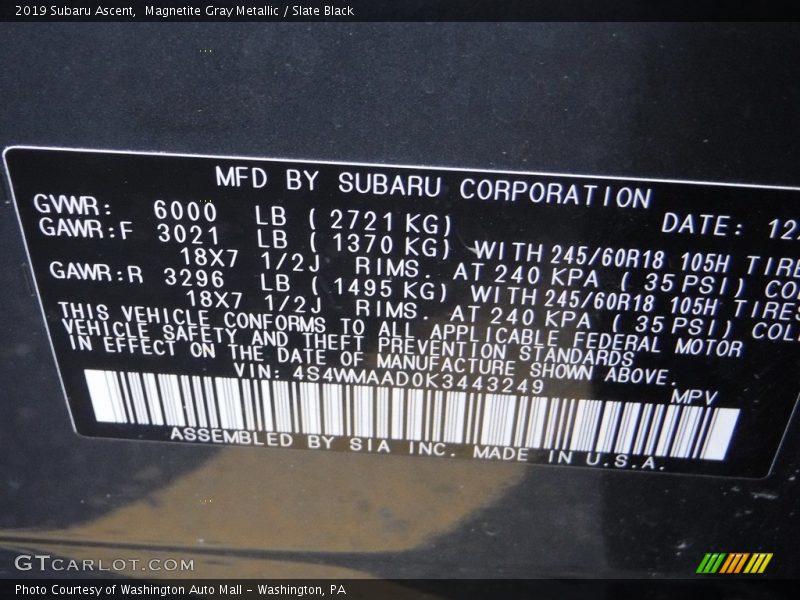 2019 Subaru Ascent, Magnetite Gray Metallic / Slate Black
MFD BY SUBARU CORPORATION
GVWR: 6000 LB ( 2721 KG) DATE:
GAWR:F 3021 LB ( 1370 KG) WITH 245/60R18 105H
18X7 1/2J RIMS. AT 240 KPA ( 35 PSI)
GAWR:R 3296 LB ( 1495 KG) WITH 245/60R18 105H TIRES
18X7 1/2J RIMS. AT 240 KPA ( 35 PSI)
THIS VEHICLE CONFORMS TO ALL APPLICABLE FEDERAL MOTOR
VEHICLE SAFETY AND THEFT PREVENTION STANDARDS
IN EFFECT ON THE DATE OF MANUFACTURE SHOWN ABOVE.
VIN: 4S4WMAAD0K3443249 MPV
ASSEMBLED BY SIA INC. MADE IN U.S.A.
GTCARLOT.COM
Photo Courtesy of Washington Auto Mall - Washington, PA